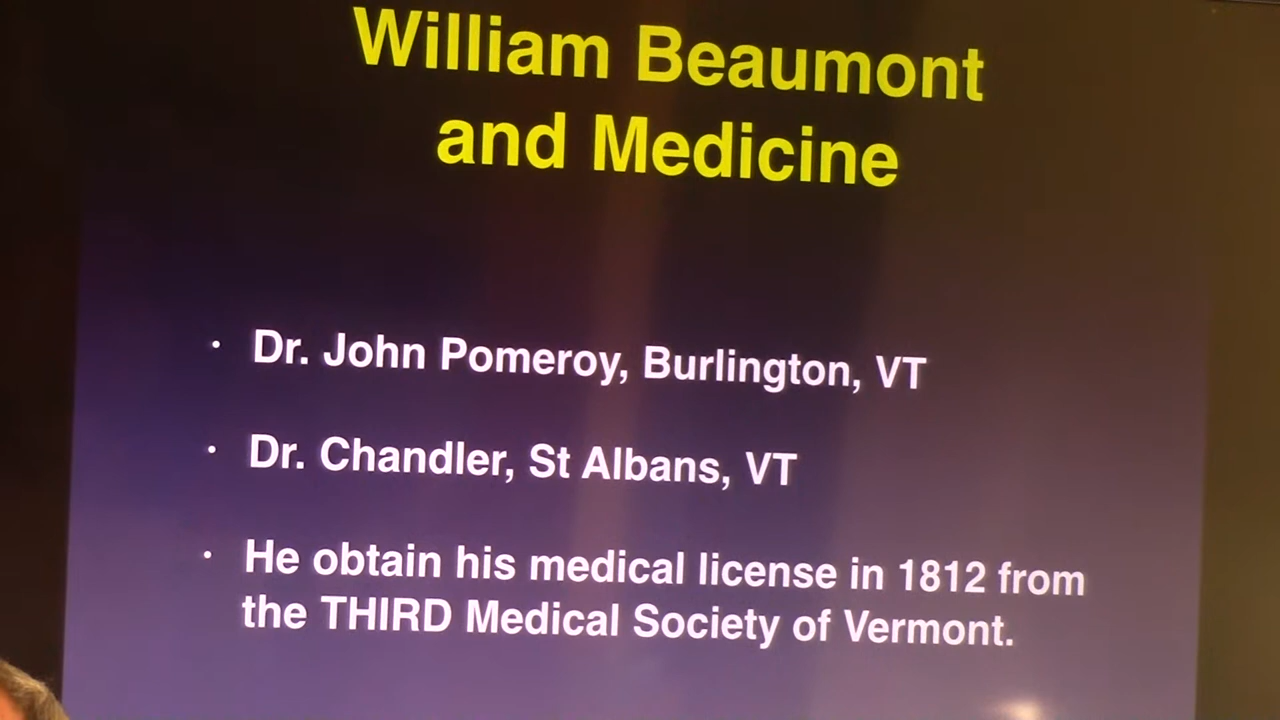 William Beaumont
and Medicine
· Dr. John Pomeroy, Burlington, VT
· Dr. Chandler, St Albans, VT
· He obtain his medical license in 1812 from
the THIRD Medical Society of Vermont.